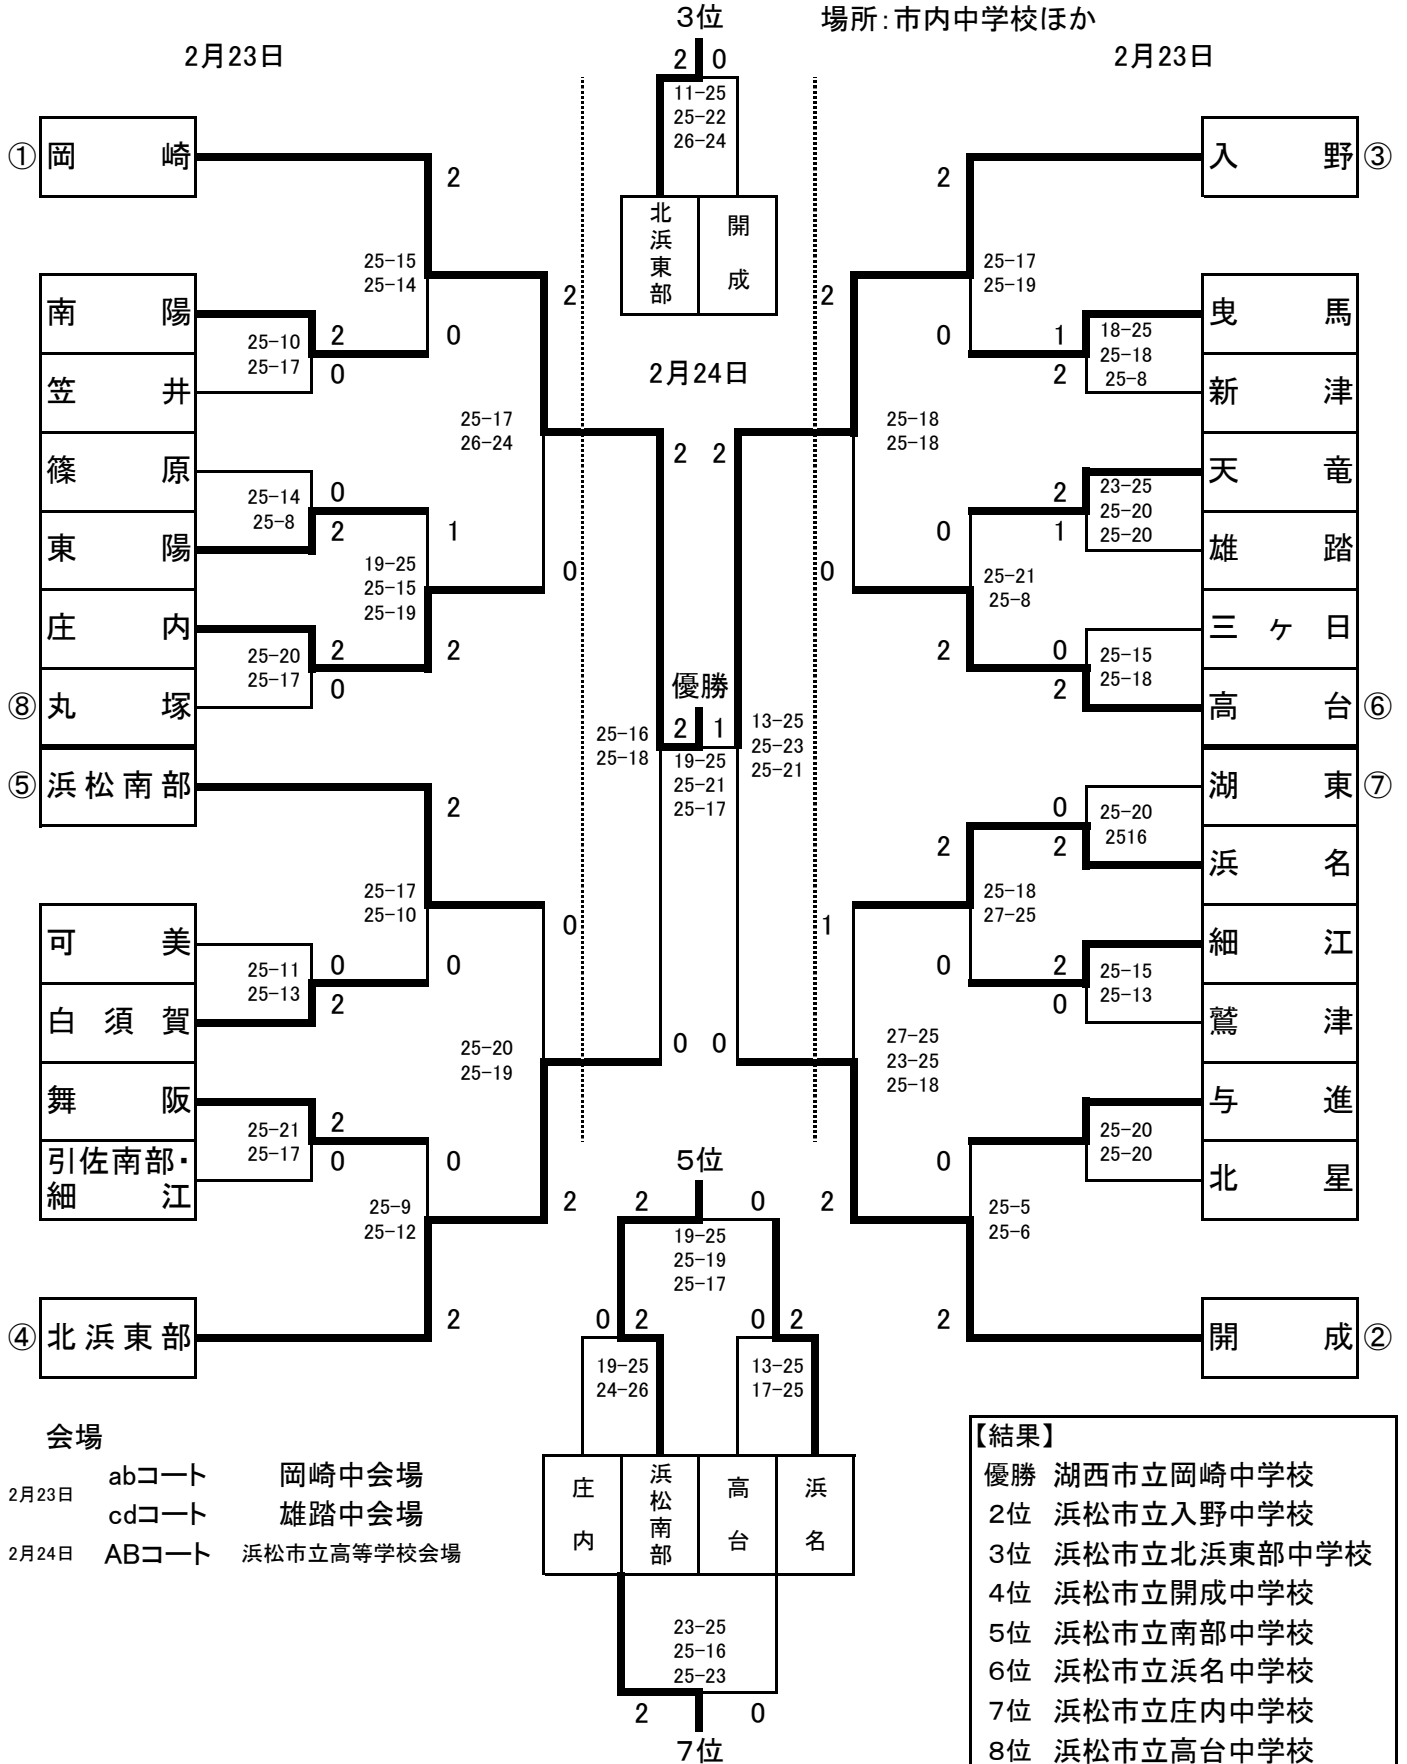 3位
場所：市内中学校ほか
2月23日
2月23日
2 0
11-25
25-22
26-24
北浜東部
開成
① 岡崎
2
25-15
25-14
0
南陽
笠井
25-10
25-17
2
0
篠原
東陽
25-14
25-8
0
2
庄内
⑧ 丸塚
25-20
25-17
2
0
1
19-25
25-15
25-19
2
2
25-17
26-24
0
⑤ 浜松南部
2
25-17
25-10
0
可美
白須賀
25-11
25-13
0
2
舞阪
引佐南部・
細江
25-21
25-17
2
0
0
25-9
25-12
2
④ 北浜東部
0
25-20
25-19
2
2月24日
2 2
25-16
25-18
優勝
2 1
19-25
25-21
25-17
13-25
25-23
25-21
0 0
入野 ③
2
25-17
25-19
0
曳馬
新津
1
2
18-25
25-18
25-8
天竜
雄踏
2
1
23-25
25-20
25-20
三ヶ日
高台 ⑥
0
2
25-15
25-18
0
25-21
25-8
2
2
25-18
25-18
0
湖東 ⑦
浜名
0
2
25-20
2516
細江
鷲津
2
0
25-15
25-13
2
25-18
27-25
0
与進
北星
25-20
25-20
0
25-5
25-6
2
開成 ②
1
27-25
23-25
25-18
2
5位
2 0
19-25
25-19
25-17
0 2
19-25
24-26
0 2
13-25
17-25
庄内
浜松南部
高台
浜名
23-25
25-16
25-23
2 0
7位
会場
2月23日 abコート 岡崎中会場
cdコート 雄踏中会場
2月24日 ABコート 浜松市立高等学校会場
【結果】
優勝 湖西市立岡崎中学校
2位 浜松市立入野中学校
3位 浜松市立北浜東部中学校
4位 浜松市立開成中学校
5位 浜松市立南部中学校
6位 浜松市立浜名中学校
7位 浜松市立庄内中学校
8位 浜松市立高台中学校